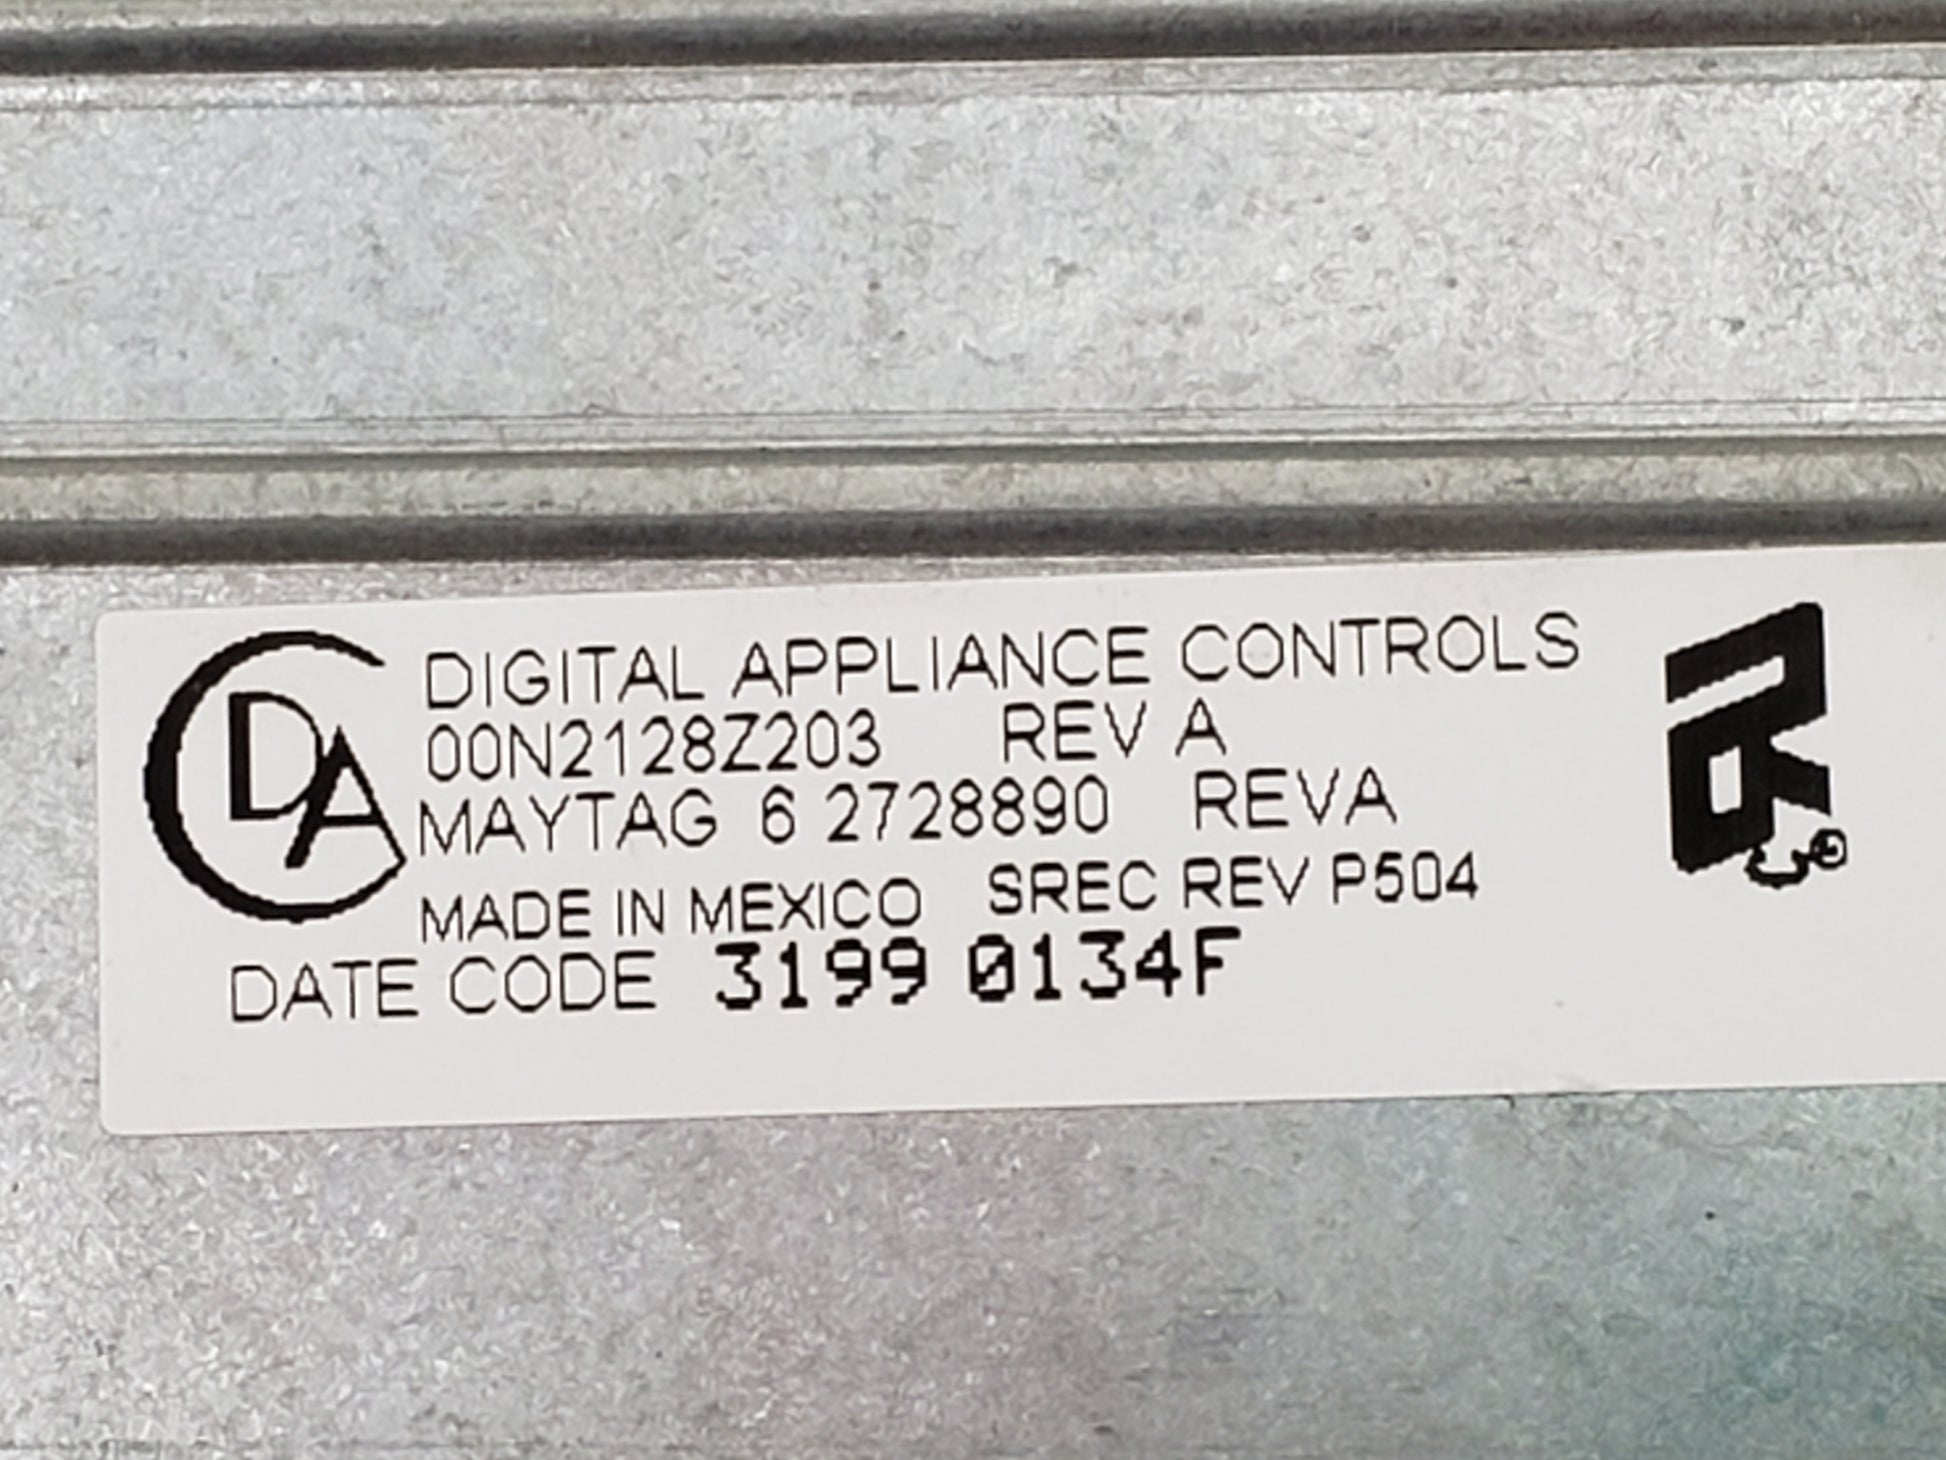 CDA
DIGITAL APPLIANCE CONTROLS
00N2128Z203 REV A
MAYTAG 6 2728890 REVA
MADE IN MEXICO SREC REV P504
DATE CODE 3199 0134F